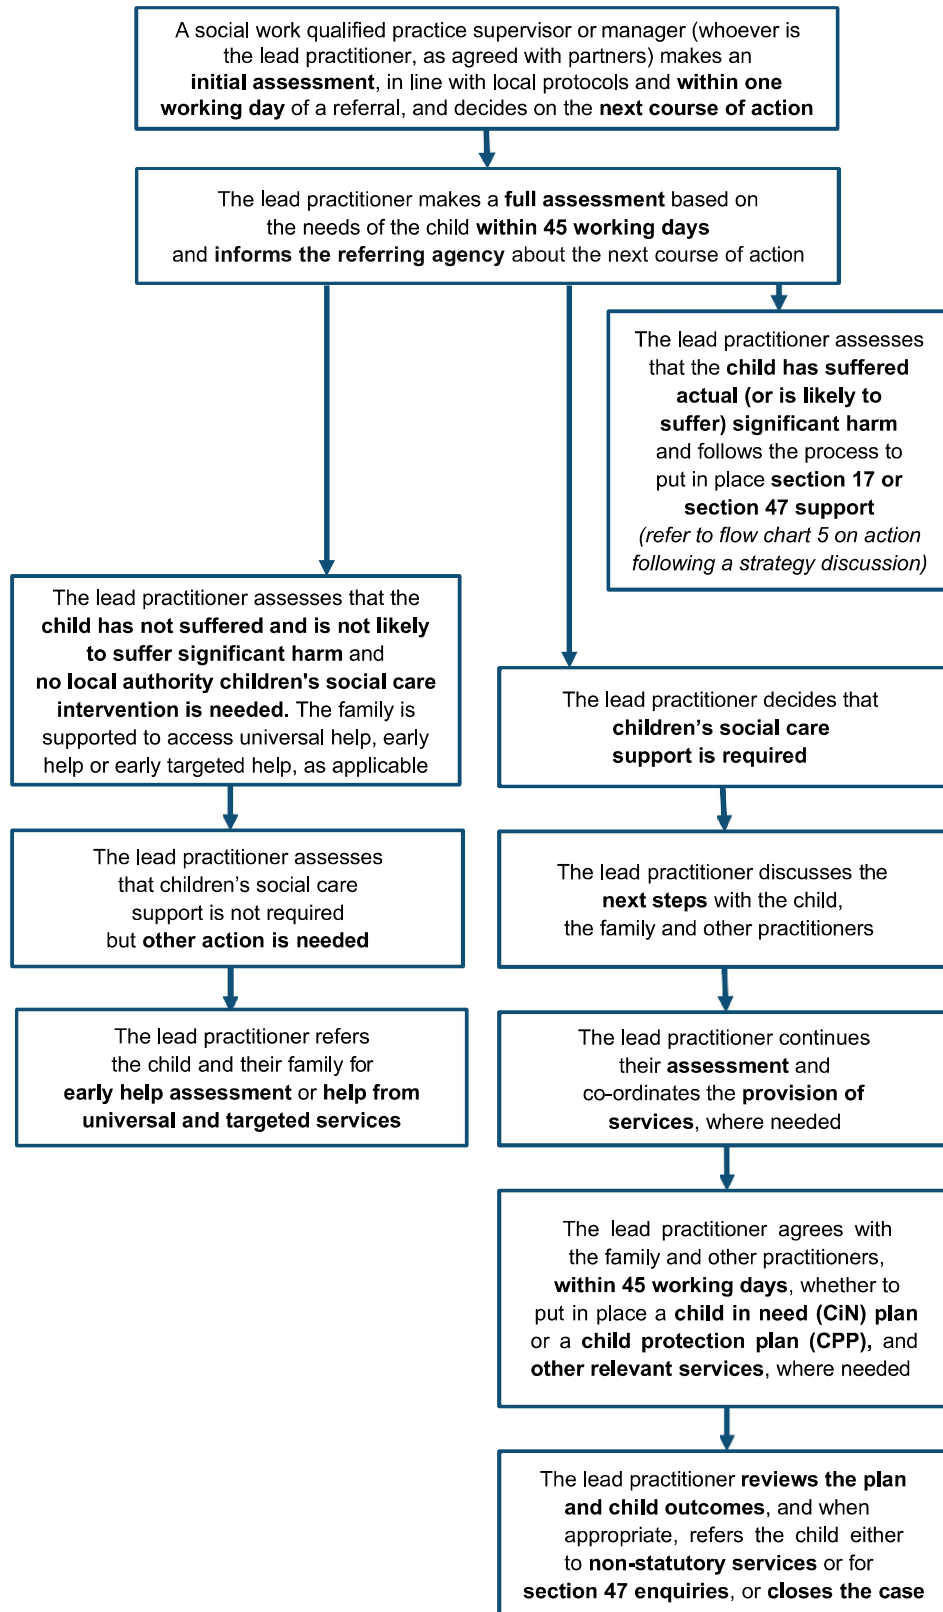 A social work qualified practice supervisor or manager (whoever is
the lead practitioner, as agreed with partners) makes an
initial assessment, in line with local protocols and within one
working day of a referral, and decides on the next course of action
The lead practitioner makes a full assessment based on
the needs of the child within 45 working days
and informs the referring agency about the next course of action
The lead practitioner assesses
that the child has suffered
actual (or is likely to
suffer) significant harm
and follows the process to
put in place section 17 or
section 47 support
(refer to flow chart 5 on action
following a strategy discussion)
The lead practitioner assesses that the
child has not suffered and is not likely
to suffer significant harm and
no local authority children's social care
intervention is needed. The family is
supported to access universal help, early
help or early targeted help, as applicable
The lead practitioner assesses
that children’s social care
support is not required
but other action is needed
The lead practitioner refers
the child and their family for
early help assessment or help from
universal and targeted services
The lead practitioner decides that
children’s social care
support is required
The lead practitioner discusses the
next steps with the child,
the family and other practitioners
The lead practitioner continues
their assessment and
co-ordinates the provision of
services, where needed
The lead practitioner agrees with
the family and other practitioners,
within 45 working days, whether to
put in place a child in need (CiN) plan
or a child protection plan (CPP), and
other relevant services, where needed
The lead practitioner reviews the plan
and child outcomes, and when
appropriate, refers the child either
to non-statutory services or for
section 47 enquiries, or closes the case